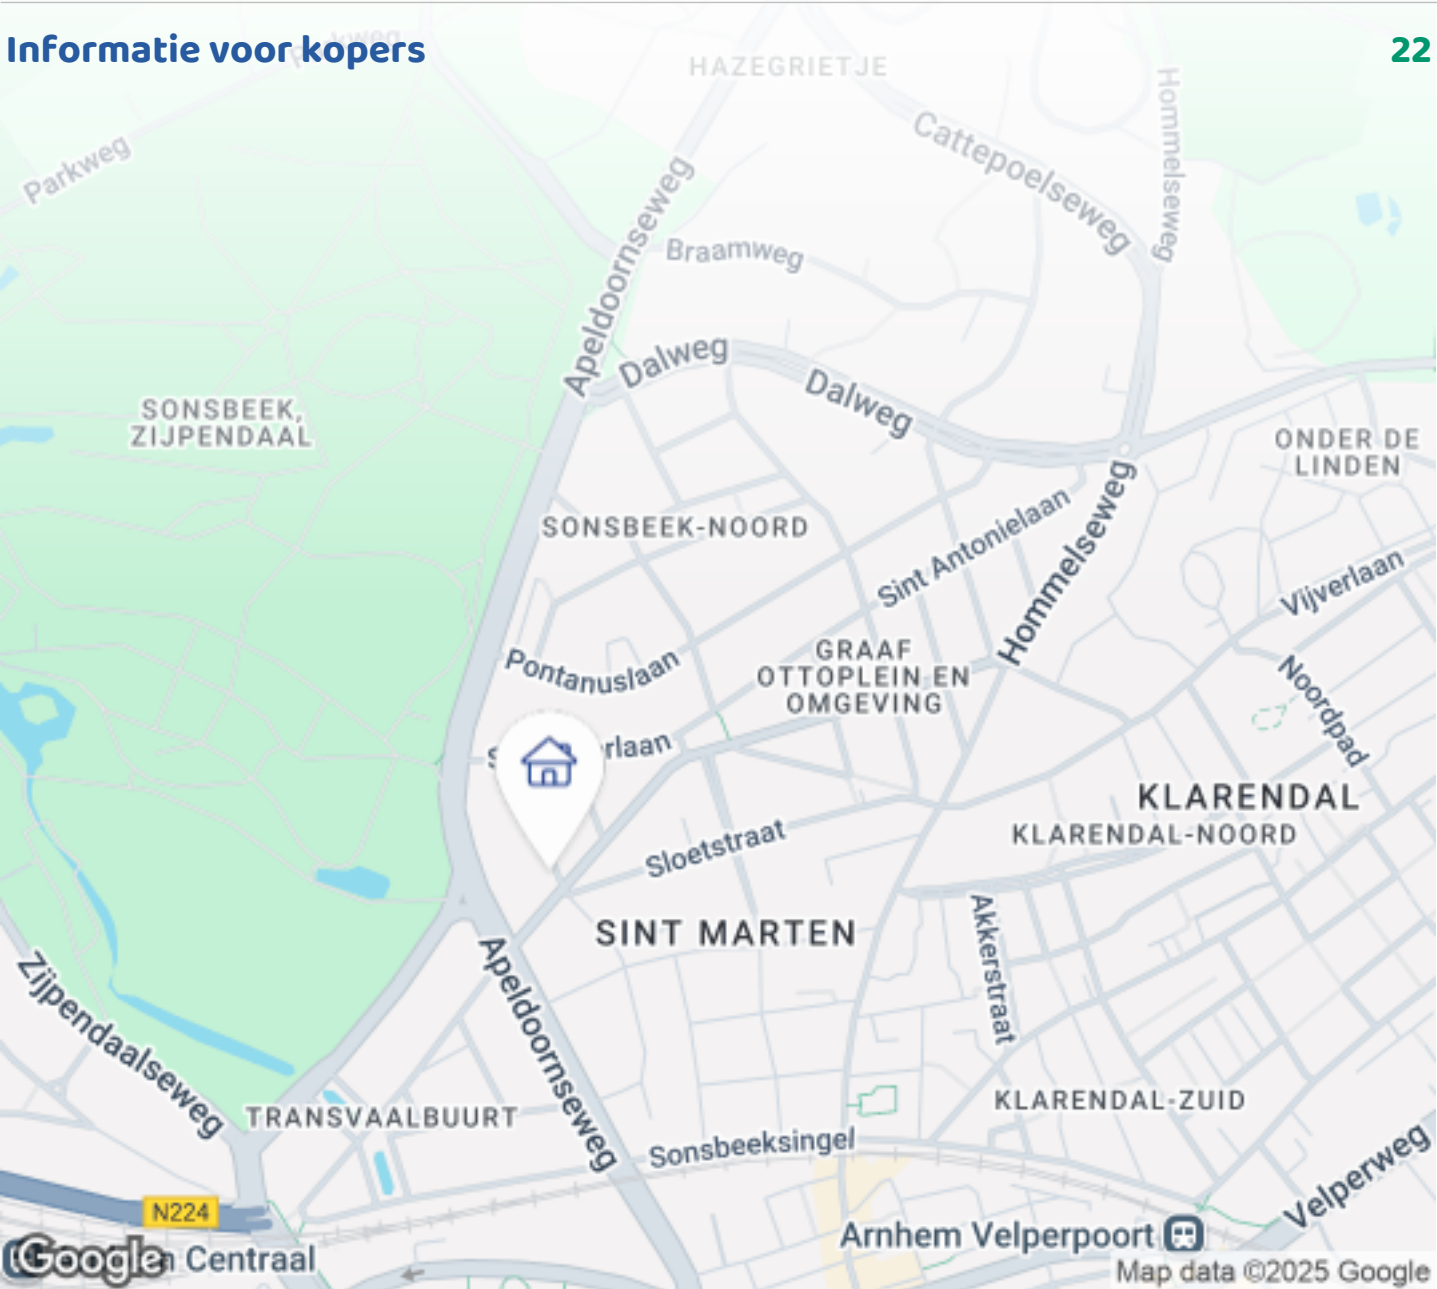 Informatie voor kopers
22
Parkweg
HAZEGRIETJE
Hommelseweg
Cattepoelseweg
Parkweg
Apeldoornseweg
Braamweg
Dalweg
Dalweg
SONSBEEK,
ZIJPENDAAL
ONDER DE
LINDEN
SONSBEEK-NOORD
Sint Antonielaan
Hommelseweg
Vijverlaan
Pontanuslaan
GRAAF
OTTOPLEIN EN
OMGEVING
Noordpad
rlaan
KLARENDAL
KLARENDAL-NOORD
Sloetstraat
SINT MARTEN
Akkerstraat
Zijpendaalseweg
Apeldoornseweg
TRANSVAALBUURT
KLARENDAL-ZUID
Sonsbeeksingel
Velperweg
N224
Arnhem Velperpoort
Google
n Centraal
Map data ©2025 Google